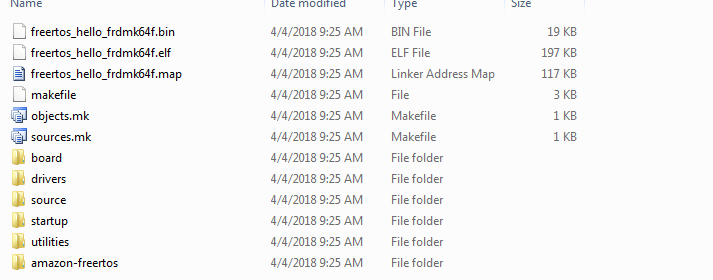 Name Date modified Type Size
freertos_hello_frdmk64f.bin 4/4/2018 9:25 AM BIN File 19 KB
freertos_hello_frdmk64f.elf 4/4/2018 9:25 AM ELF File 197 KB
freertos_hello_frdmk64f.map 4/4/2018 9:25 AM Linker Address Map 117 KB
makefile 4/4/2018 9:25 AM File 3 KB
objects.mk 4/4/2018 9:25 AM Makefile 1 KB
sources.mk 4/4/2018 9:25 AM Makefile 1 KB
board 4/4/2018 9:25 AM File folder
drivers 4/4/2018 9:25 AM File folder
source 4/4/2018 9:25 AM File folder
startup 4/4/2018 9:25 AM File folder
utilities 4/4/2018 9:25 AM File folder
amazon-freertos 4/4/2018 9:25 AM File folder